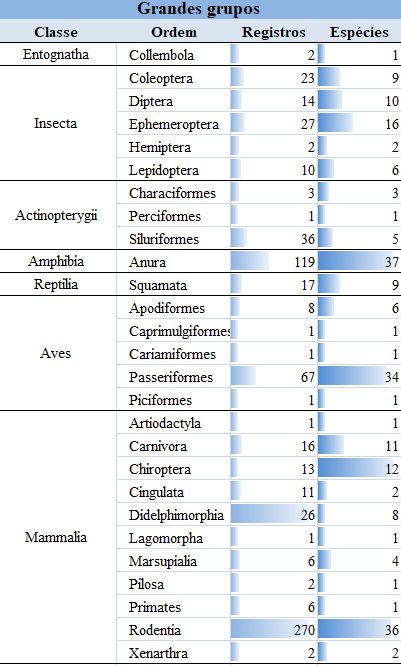 Grandes grupos
Classe Ordem Registros Espécies
Entognatha Collembola 2 1
Coleoptera 23 9
Diptera 14 10
Insecta Ephemeroptera 27 16
Hemiptera 2 2
Lepidoptera 10 6
Characiformes 3 3
Actinopterygii Perciformes 1 1
Siluriformes 36 5
Amphibia Anura 119 37
Reptilia Squamata 17 9
Apodiformes 8 6
Caprimulgiformes 1 1
Aves Cariamiformes 1 1
Passeriformes 67 34
Piciformes 1 1
Artiodactyla 1 1
Carnivora 16 11
Chiroptera 13 12
Cingulata 11 2
Didelphimorphia 26 8
Mammalia Lagomorpha 1 1
Marsupialia 6 4
Pilosa 2 1
Primates 6 1
Rodentia 270 36
Xenarthra 2 2